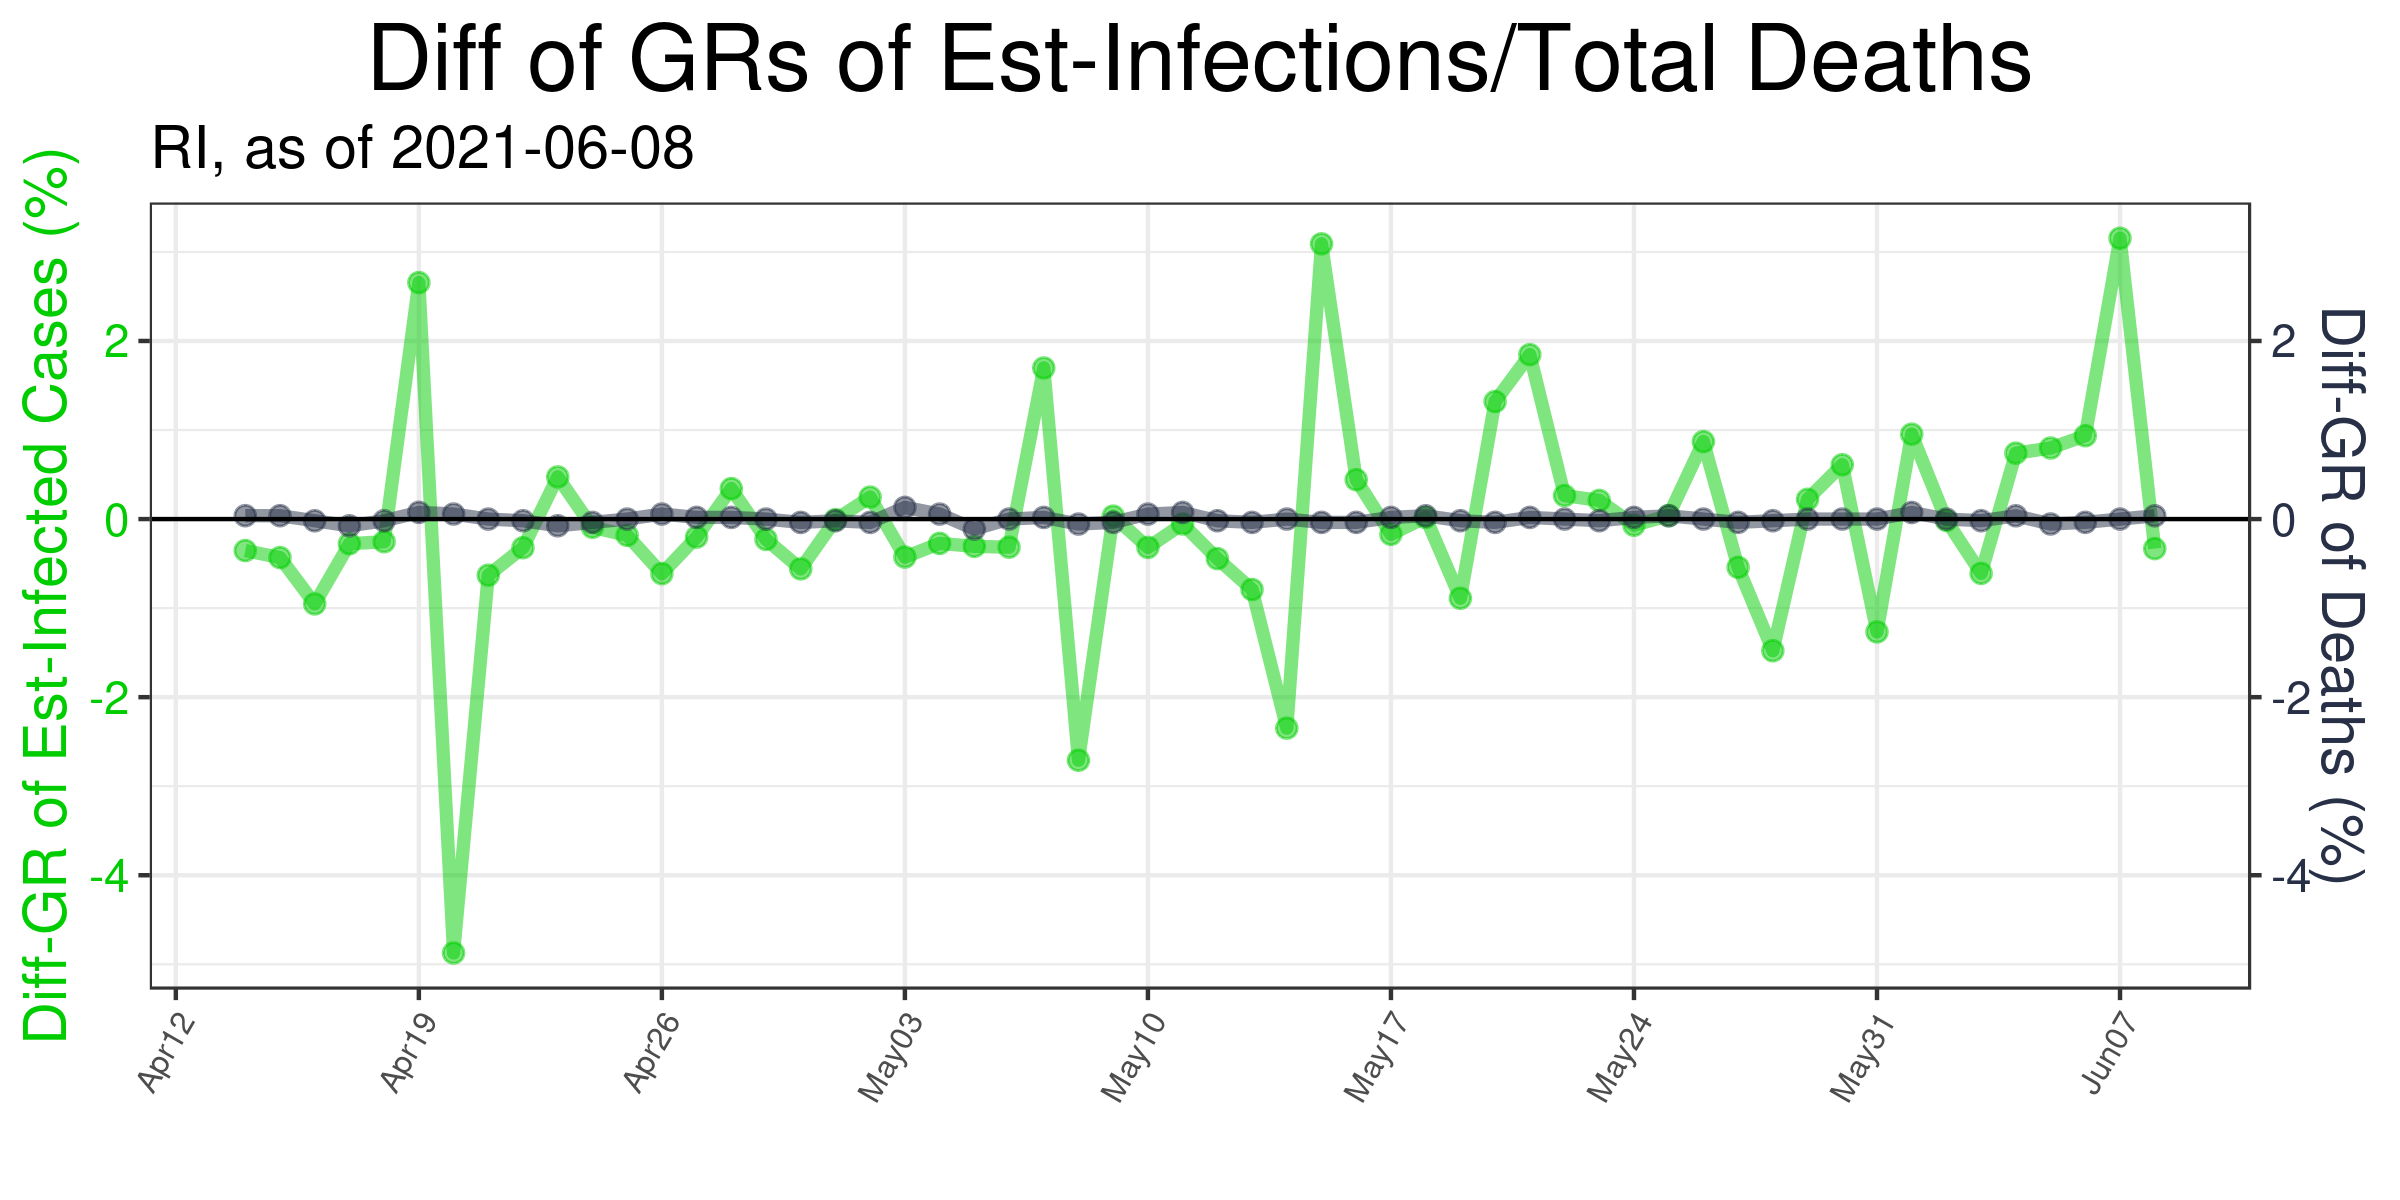 Diff of GRs of Est-Infections/Total Deaths
RI, as of 2021-06-08
Diff-GR of Est-Infected Cases (%)
2
0
-2
-4
2
0
-2
-4
Diff-GR of Deaths (%)
Apr12
Apr19
Apr26
May03
May10
May17
May24
May31
Jun07